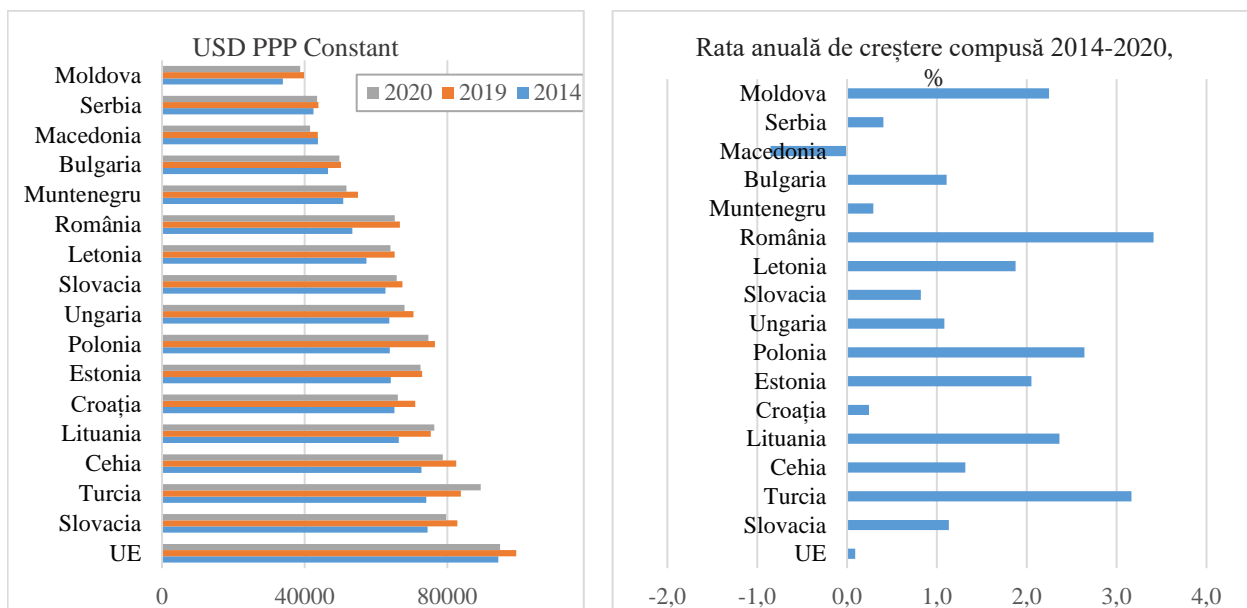 USD PPP Constant
2020 2019 2014
Moldova
Serbia
Macedonia
Bulgaria
Muntenegru
România
Letonia
Slovacia
Ungaria
Polonia
Estonia
Croația
Lituania
Cehia
Turcia
Slovacia
UE
0 40000 80000
Rata anuală de creștere compusă 2014-2020,
%
Moldova
Serbia
Macedonia
Bulgaria
Muntenegru
România
Letonia
Slovacia
Ungaria
Polonia
Estonia
Croația
Lituania
Cehia
Turcia
Slovacia
UE
-2,0 -1,0 0,0 1,0 2,0 3,0 4,0